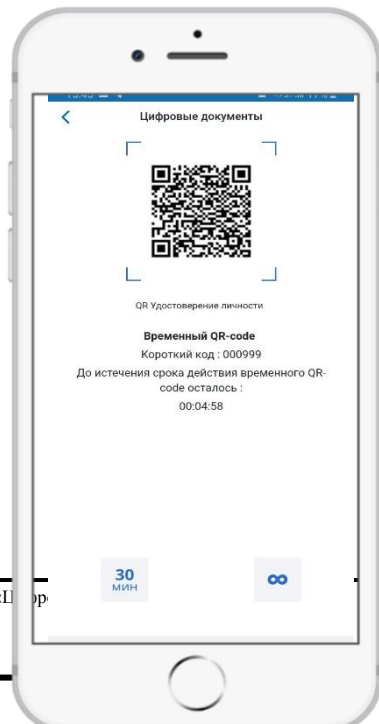 Цифровые документы
QR Удостоверение личности
Временный QR-code
Короткий код : 000999
До истечения срока действия временного QR-
code осталось :
00:04:58
30
МИН
∞